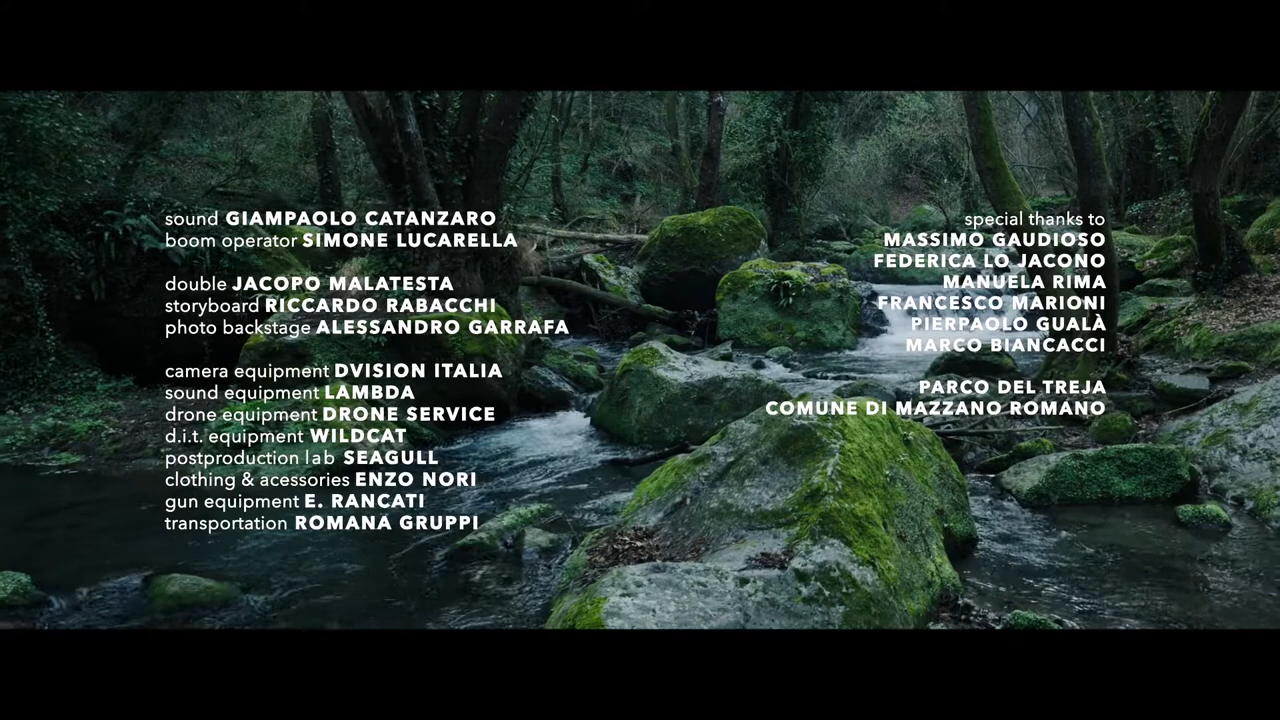 sound GIAMPAOLO CATANZARO
boom operator SIMONE LUCARELLA
double JACOPO MALATESTA
storyboard RICCARDO RABACCHI
photo backstage ALESSANDRO GARRAFA
camera equipment DVISION ITALIA
sound equipment LAMBDA
drone equipment DRONE SERVICE
d.i.t. equipment WILDCAT
postproduction lab SEAGULL
clothing & acessories ENZO NORI
gun equipment E. RANCATI
transportation ROMANA GRUPPI
special thanks to
MASSIMO GAUDIOSO
FEDERICA LO JACONO
MANUELA RIMA
FRANCESCO MARIONI
PIERPAOLO GUALÀ
MARCO BIANCACCI
PARCO DEL TREJA
COMUNE DI MAZZANO ROMANO